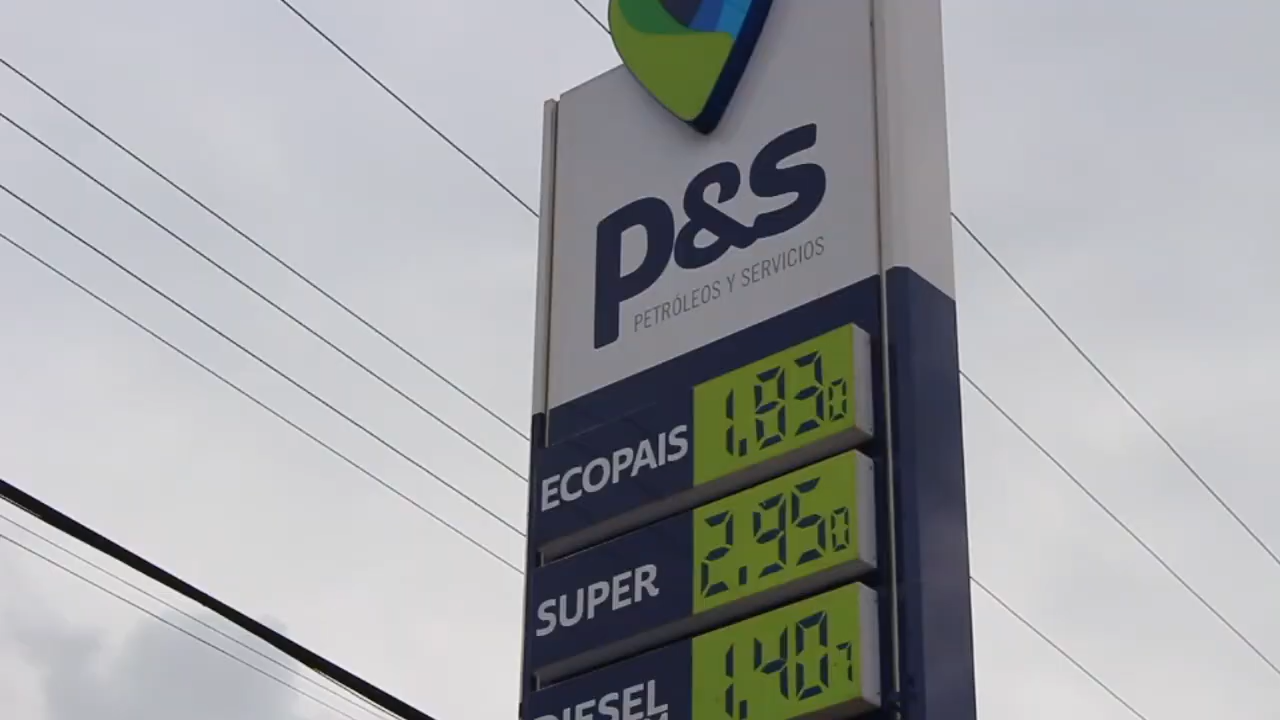 P&S
PETRÓLEOS Y SERVICIOS
ECOPAIS 1.830
SUPER 2.950
DIESEL 1.407